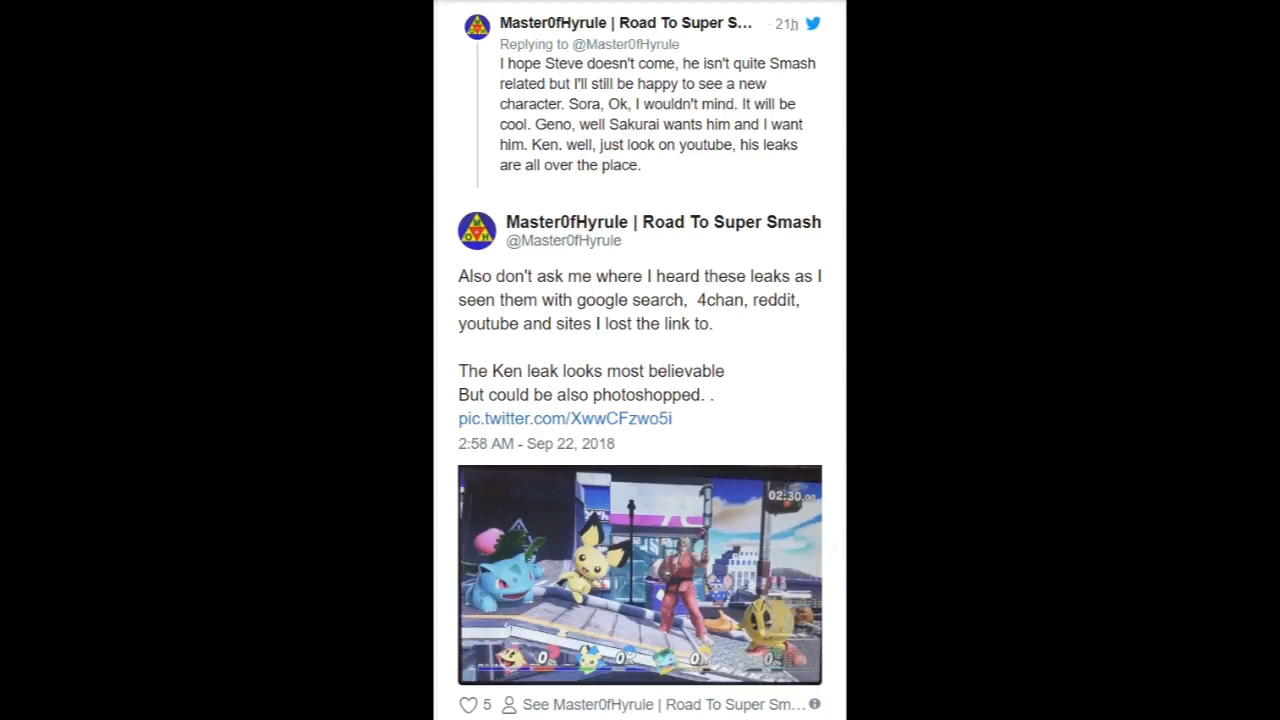 Master0fHyrule | Road To Super S... · 21h
Replying to @Master0fHyrule
I hope Steve doesn't come, he isn't quite Smash
related but I'll still be happy to see a new
character. Sora, Ok, I wouldn't mind. It will be
cool. Geno, well Sakurai wants him and I want
him. Ken. well, just look on youtube, his leaks
are all over the place.
M
O H
Master0fHyrule | Road To Super Smash
@Master0fHyrule
Also don't ask me where I heard these leaks as I
seen them with google search, 4chan, reddit,
youtube and sites I lost the link to.
The Ken leak looks most believable
But could be also photoshopped. .
pic.twitter.com/XwwCFzwo5i
2:58 AM - Sep 22, 2018
02:30.00
0% 0% 0 0%
5 See Master0fHyrule | Road To Super Sm...